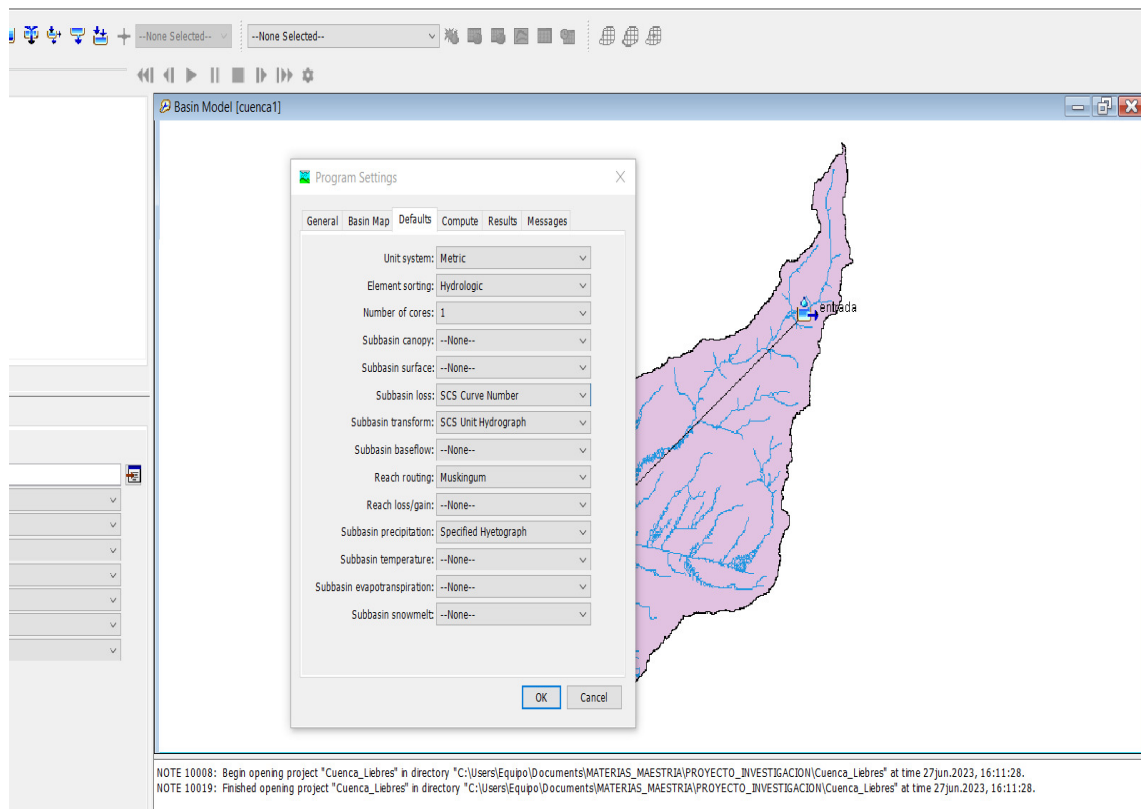 --None Selected--
--None Selected--
Basin Model [cuenca1]
Program Settings
General Basin Map Defaults Compute Results Messages
Unit system: Metric
Element sorting: Hydrologic
Number of cores: 1
Subbasin canopy: --None--
Subbasin surface: --None--
Subbasin loss: SCS Curve Number
Subbasin transform: SCS Unit Hydrograph
Subbasin baseflow: --None--
Reach routing: Muskingum
Reach loss/gain: --None--
Subbasin precipitation: Specified Hyetograph
Subbasin temperature: --None--
Subbasin evapotranspiration: --None--
Subbasin snowmelt: --None--
OK Cancel
entrada
NOTE 10008: Begin opening project "Cuenca_Liebres" in directory "C:\Users\Equipo\Documents\MATERIAS_MAESTRIA\PROYECTO_INVESTIGACION\Cuenca_Liebres" at time 27jun.2023, 16:11:28.
NOTE 10019: Finished opening project "Cuenca_Liebres" in directory "C:\Users\Equipo\Documents\MATERIAS_MAESTRIA\PROYECTO_INVESTIGACION\Cuenca_Liebres" at time 27jun.2023, 16:11:28.